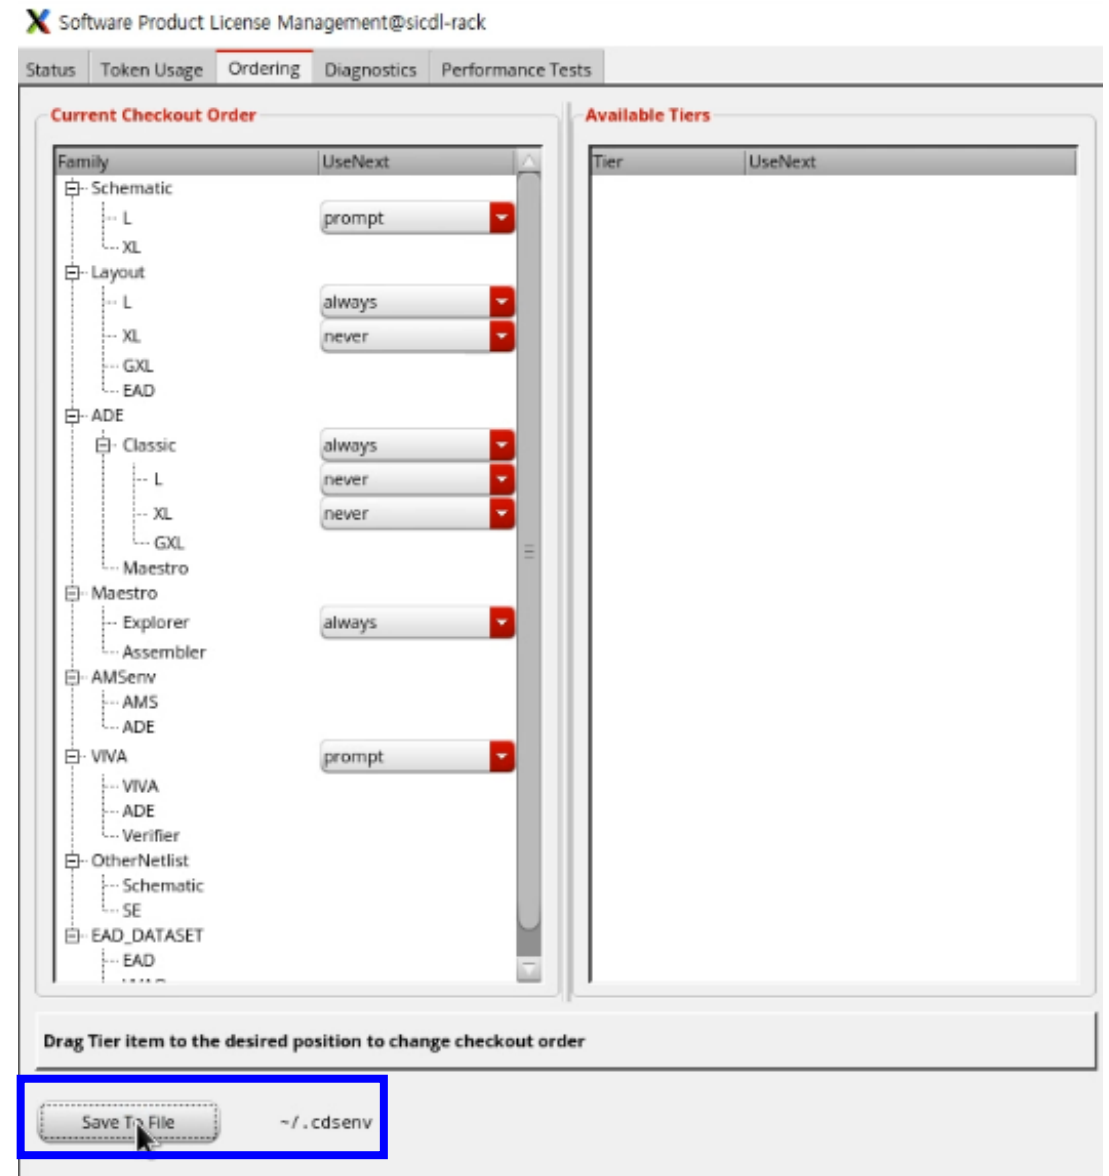 Software Product License Management@sicdl-rack
Status Token Usage Ordering Diagnostics Performance Tests
Current Checkout Order
Family UseNext
Schematic
L prompt
XL
Layout
L always
XL never
GXL
EAD
ADE
Classic always
L never
XL never
GXL
Maestro
Maestro
Explorer always
Assembler
AMSenv
AMS
ADE
VIVA prompt
VIVA
ADE
Verifier
OtherNetlist
Schematic
SE
EAD_DATASET
EAD
Available Tiers
Tier UseNext
Drag Tier item to the desired position to change checkout order
Save To File ~/.cdsenv